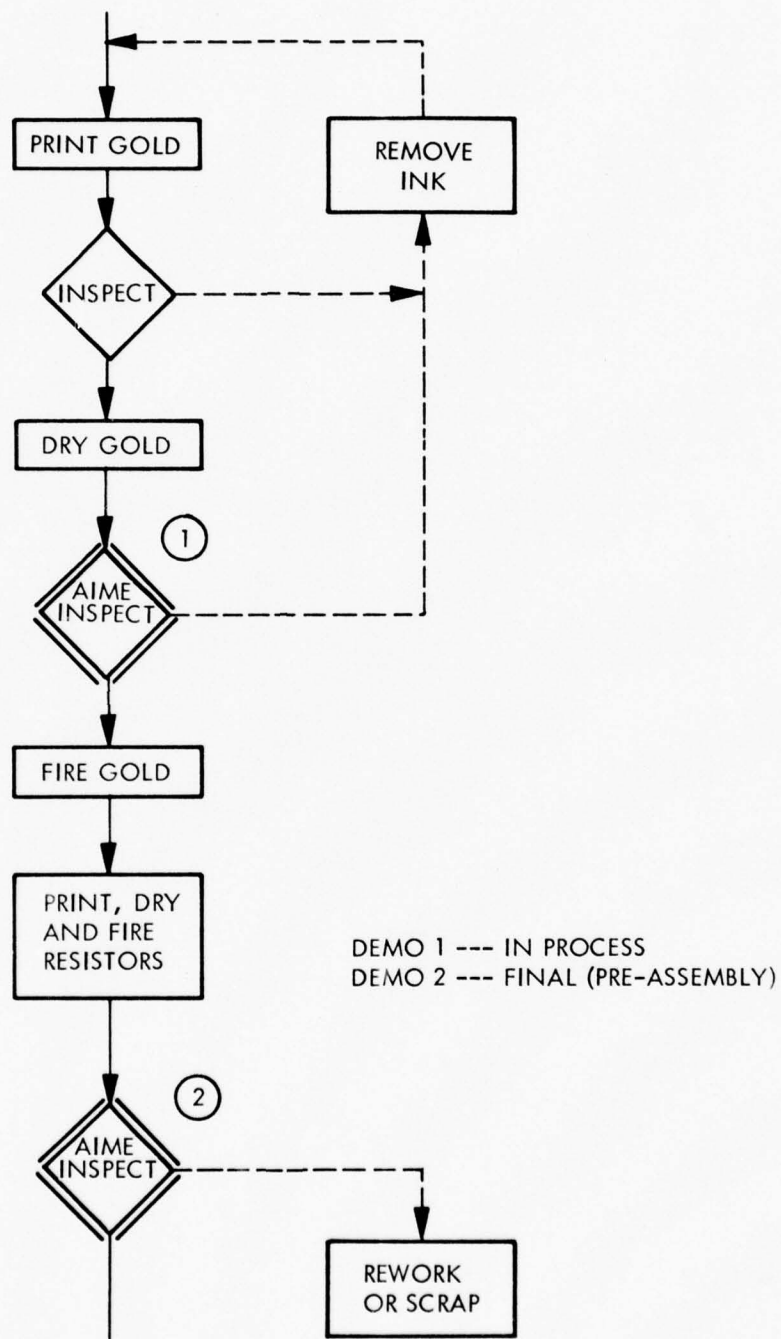 PRINT GOLD
REMOVE
INK
INSPECT
DRY GOLD
1
AIME
INSPECT
FIRE GOLD
PRINT, DRY
AND FIRE
RESISTORS
DEMO 1 --- IN PROCESS
DEMO 2 --- FINAL (PRE-ASSEMBLY)
2
AIME
INSPECT
REWORK
OR SCRAP